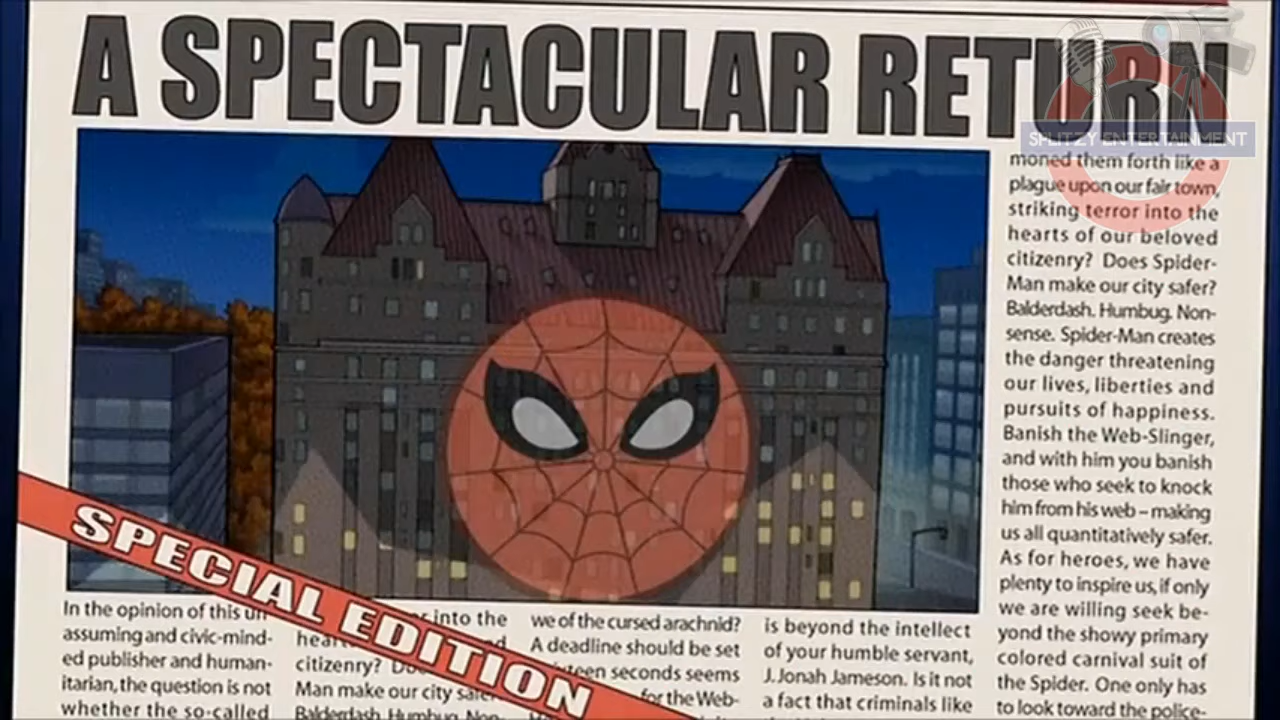 A SPECTACULAR RETURN
SPLITZY ENTERTAINMENT
SPECIAL EDITION
In the opinion of this un
assuming and civic-mind-
ed publisher and human-
itarian, the question is not
whether the so-called
into the
citizenry?
Man make our city safer?
Balderdash. Humbug. Non-
we of the cursed arachnid?
A deadline should be set
seconds seems
for the Web-
is beyond the intellect
of your humble servant,
J. Jonah Jameson. Is it not
a fact that criminals like
moned them forth like a
plague upon our fair town,
striking terror into the
hearts of our beloved
citizenry? Does Spider-
Man make our city safer?
Balderdash. Humbug. Non-
sense. Spider-Man creates
the danger threatening
our lives, liberties and
pursuits of happiness.
Banish the Web-Slinger,
and with him you banish
those who seek to knock
him from his web – making
us all quantitatively safer.
As for heroes, we have
plenty to inspire us, if only
we are willing seek be-
yond the showy primary
colored carnival suit of
the Spider. One only has
to look toward the police-